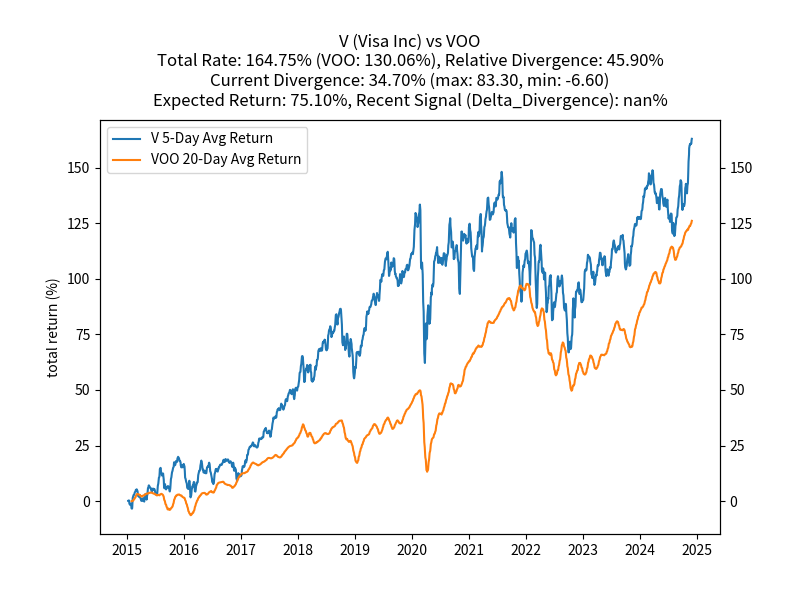 V (Visa Inc) vs VOO
Total Rate: 164.75% (VOO: 130.06%), Relative Divergence: 45.90%
Current Divergence: 34.70% (max: 83.30, min: -6.60)
Expected Return: 75.10%, Recent Signal (Delta_Divergence): nan%
V 5-Day Avg Return
VOO 20-Day Avg Return
total return (%)
150
125
100
75
50
25
0
150
125
100
75
50
25
0
2015 2016 2017 2018 2019 2020 2021 2022 2023 2024 2025